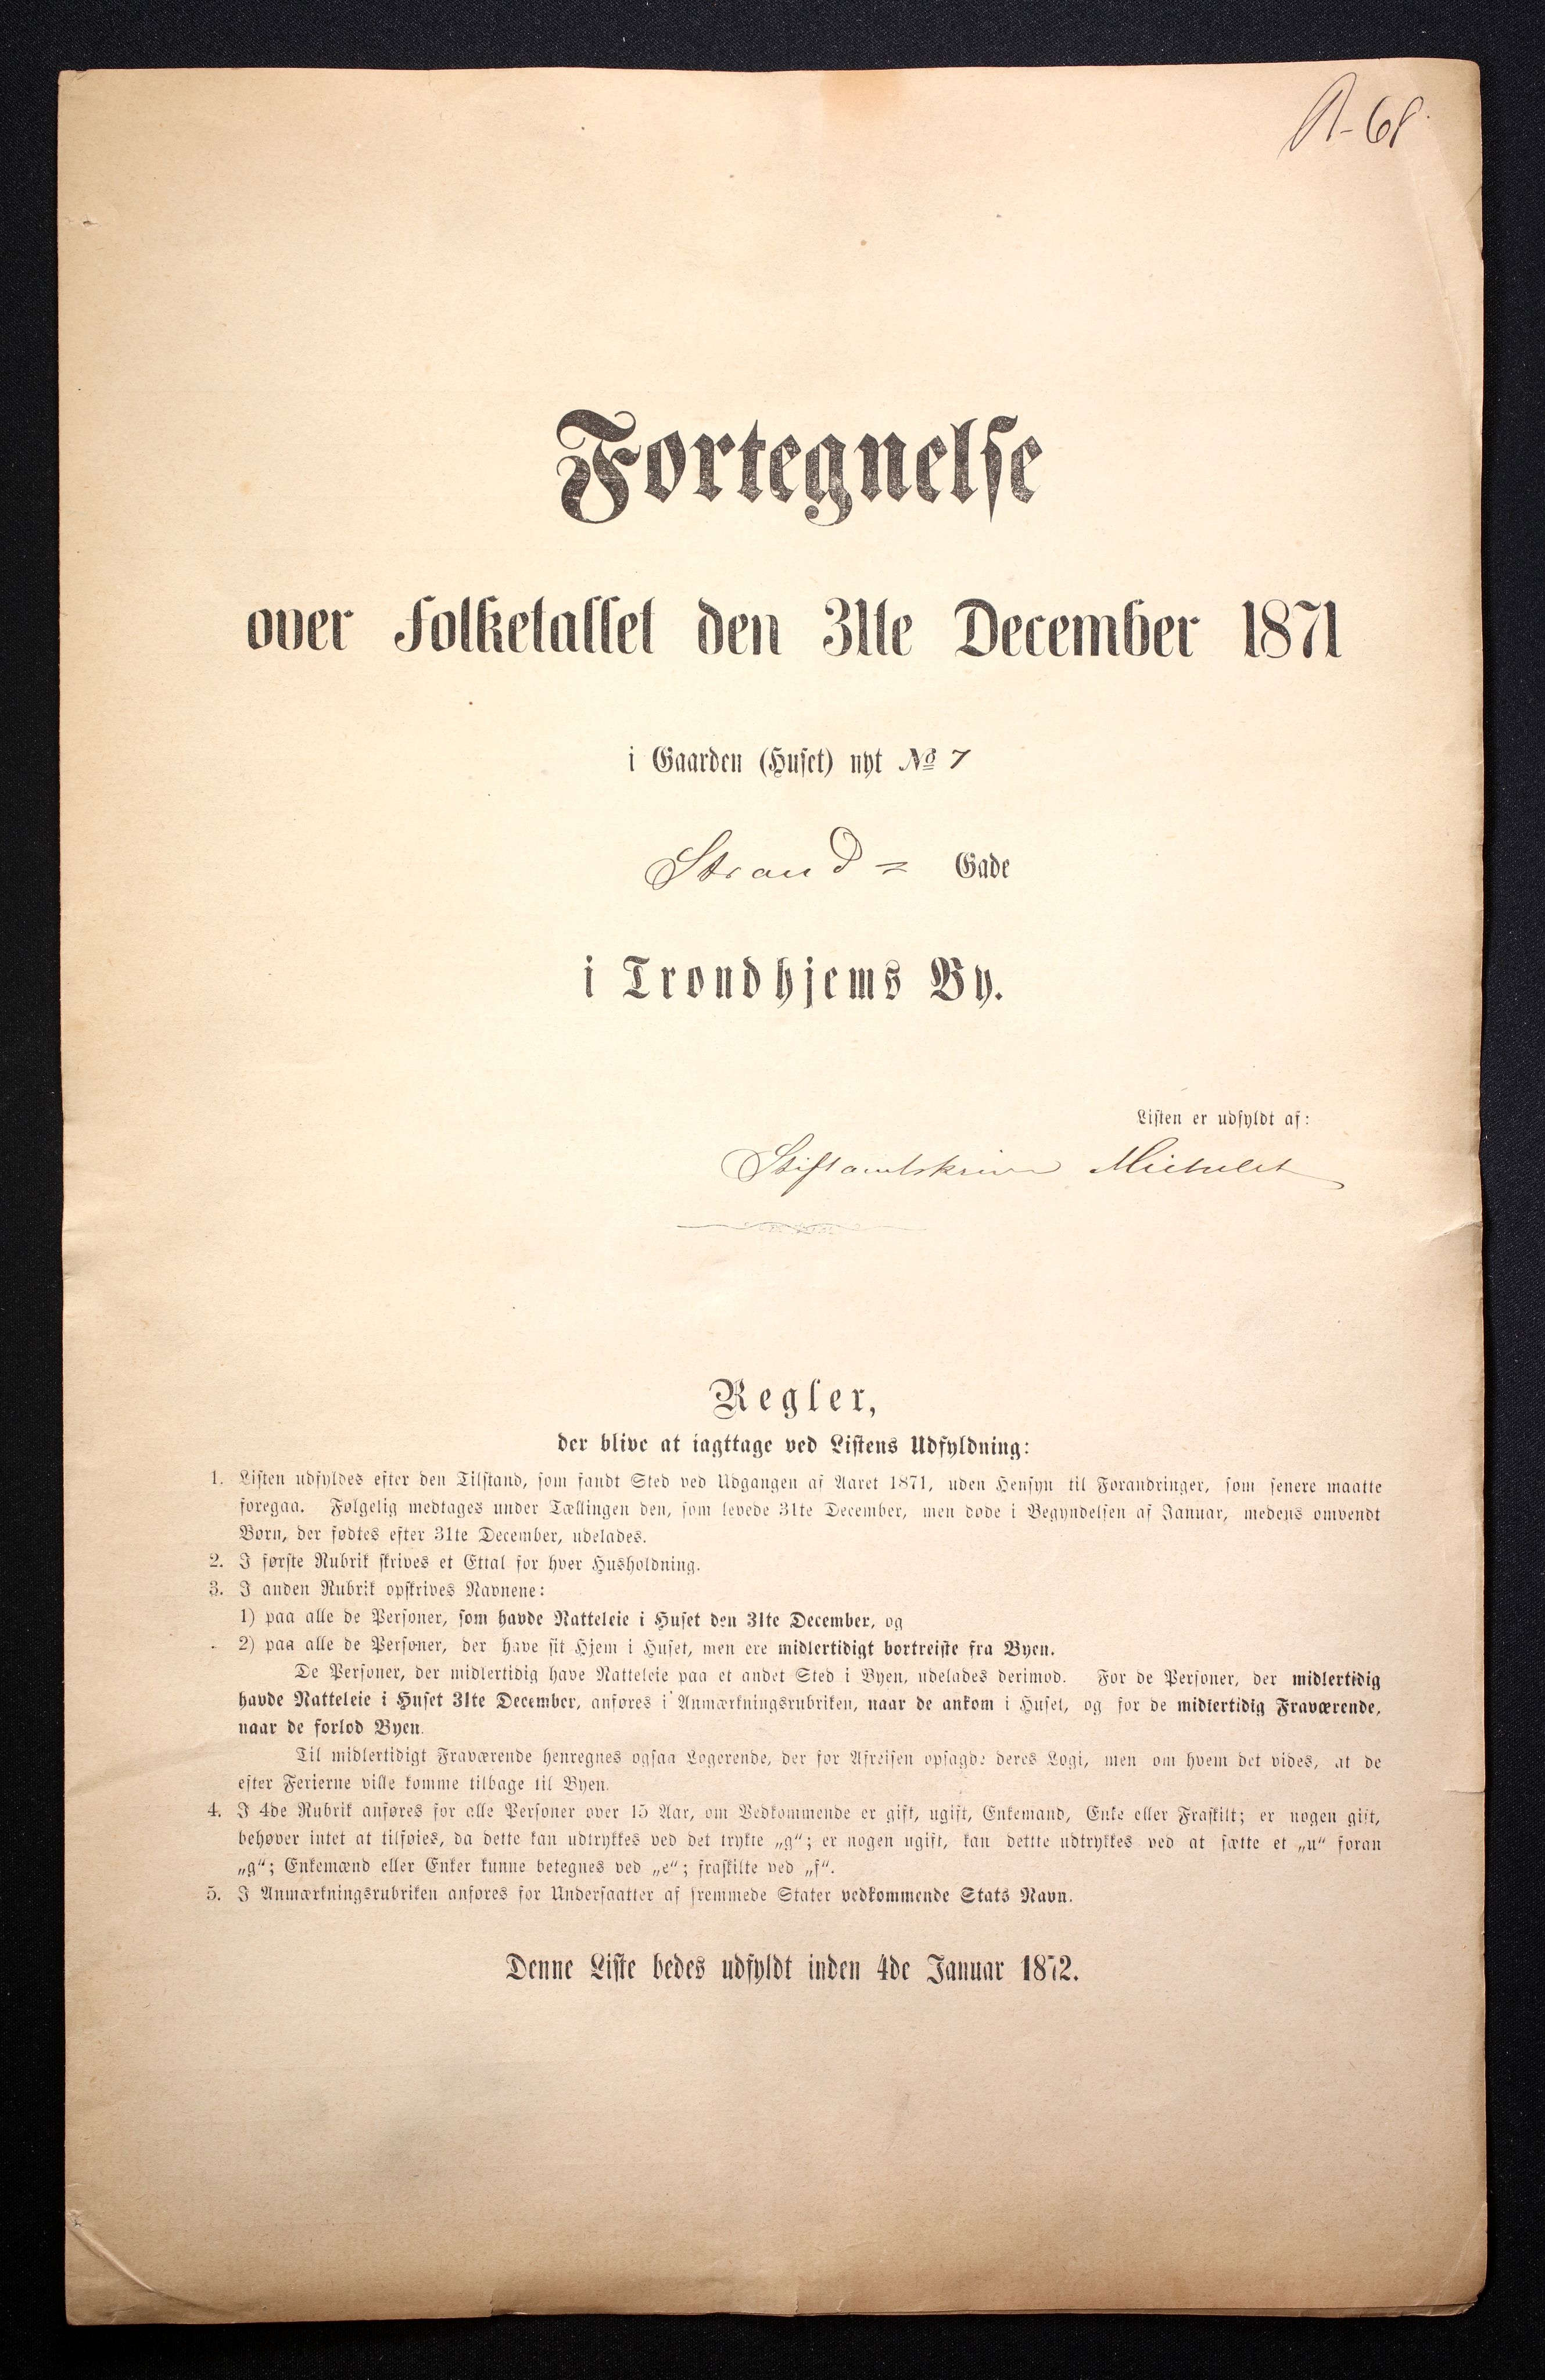 A-68.
Fortegnelse
over Folketallet den 31te December 1871
i Gaarden (Huset) nyt No 7
Strand= Gade
i Trondhjems By.
Listen er udfyldt af:
Stiftamtskriver Michelet
Regler,
der blive at iagttage ved Listens Udfyldning:
1. Listen udfyldes efter den Tilstand, som fandt Sted ved Udgangen af Aaret 1871, uden Hensyn til Forandringer, som senere maatte
foregaa. Følgelig medtages under Tællingen den, som levede 31te December, men døde i Begyndelsen af Januar, medens omvendt
Børn, der fødtes efter 31te December, udelades.
2. I første Rubrik skrives et Ettal for hver Husholdning.
3. I anden Rubrik opskrives Navnene:
1) paa alle de Personer, som havde Natteleie i Huset den 31te December, og
2) paa alle de Personer, der have sit Hjem i Huset, men ere midlertidigt bortreiste fra Byen.
De Personer, der midlertidig have Natteleie paa et andet Sted i Byen, udelades derimod. For de Personer, der midlertidig
havde Natteleie i Huset 31te December, anføres i Anmærkningsrubriken, naar de ankom i Huset, og for de midlertidig Fraværende,
naar de forlod Byen.
Til midlertidigt Fraværende henregnes ogsaa Logerende, der før Afreisen opsagde deres Logi, men om hvem det vides, at de
efter Ferierne ville komme tilbage til Byen.
4. I 4de Rubrik anføres for alle Personer over 15 Aar, om Vedkommende er gift, ugift, Enkemand, Enke eller Fraskilt; er nogen gift,
behøver intet at tilføies, da dette kan udtrykkes ved det trykte „g“; er nogen ugift, kan dettte udtrykkes ved at sætte et „u“ foran
„g“; Enkemænd eller Enker kunne betegnes ved „e“; fraskilte ved „f“.
5. I Anmærkningsrubriken anføres for Undersaatter af fremmede Stater vedkommende Stats Navn.
Denne Liste bedes udfyldt inden 4de Januar 1872.